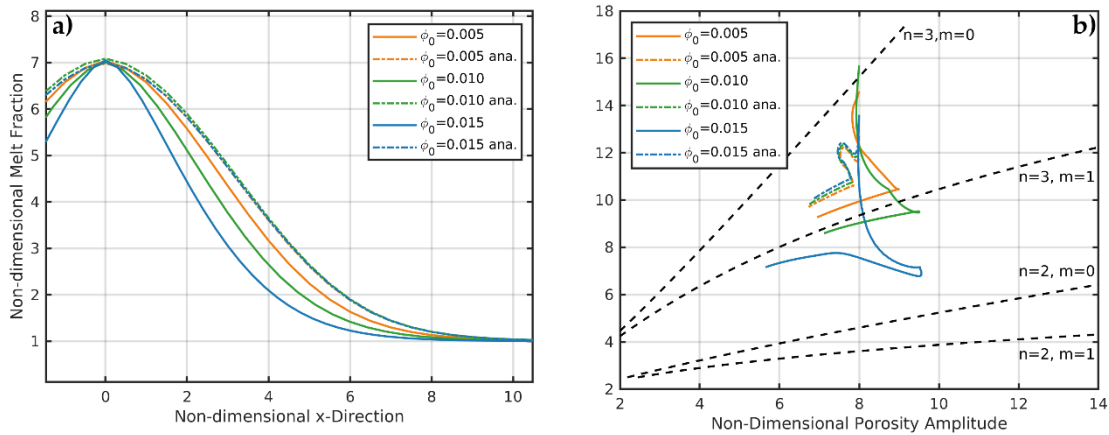 a)
8
7
6
5
4
3
2
1
0 2 4 6 8 10
Non-dimensional Melt Fraction
Non-dimensional x-Direction
ϕ0=0.005
ϕ0=0.005 ana.
ϕ0=0.010
ϕ0=0.010 ana.
ϕ0=0.015
ϕ0=0.015 ana.
b)
18
16
14
12
10
8
6
4
2
2 4 6 8 10 12 14
Non-Dimensional Porosity Amplitude
ϕ0=0.005
ϕ0=0.005 ana.
ϕ0=0.010
ϕ0=0.010 ana.
ϕ0=0.015
ϕ0=0.015 ana.
n=3,m=0
n=3, m=1
n=2, m=0
n=2, m=1